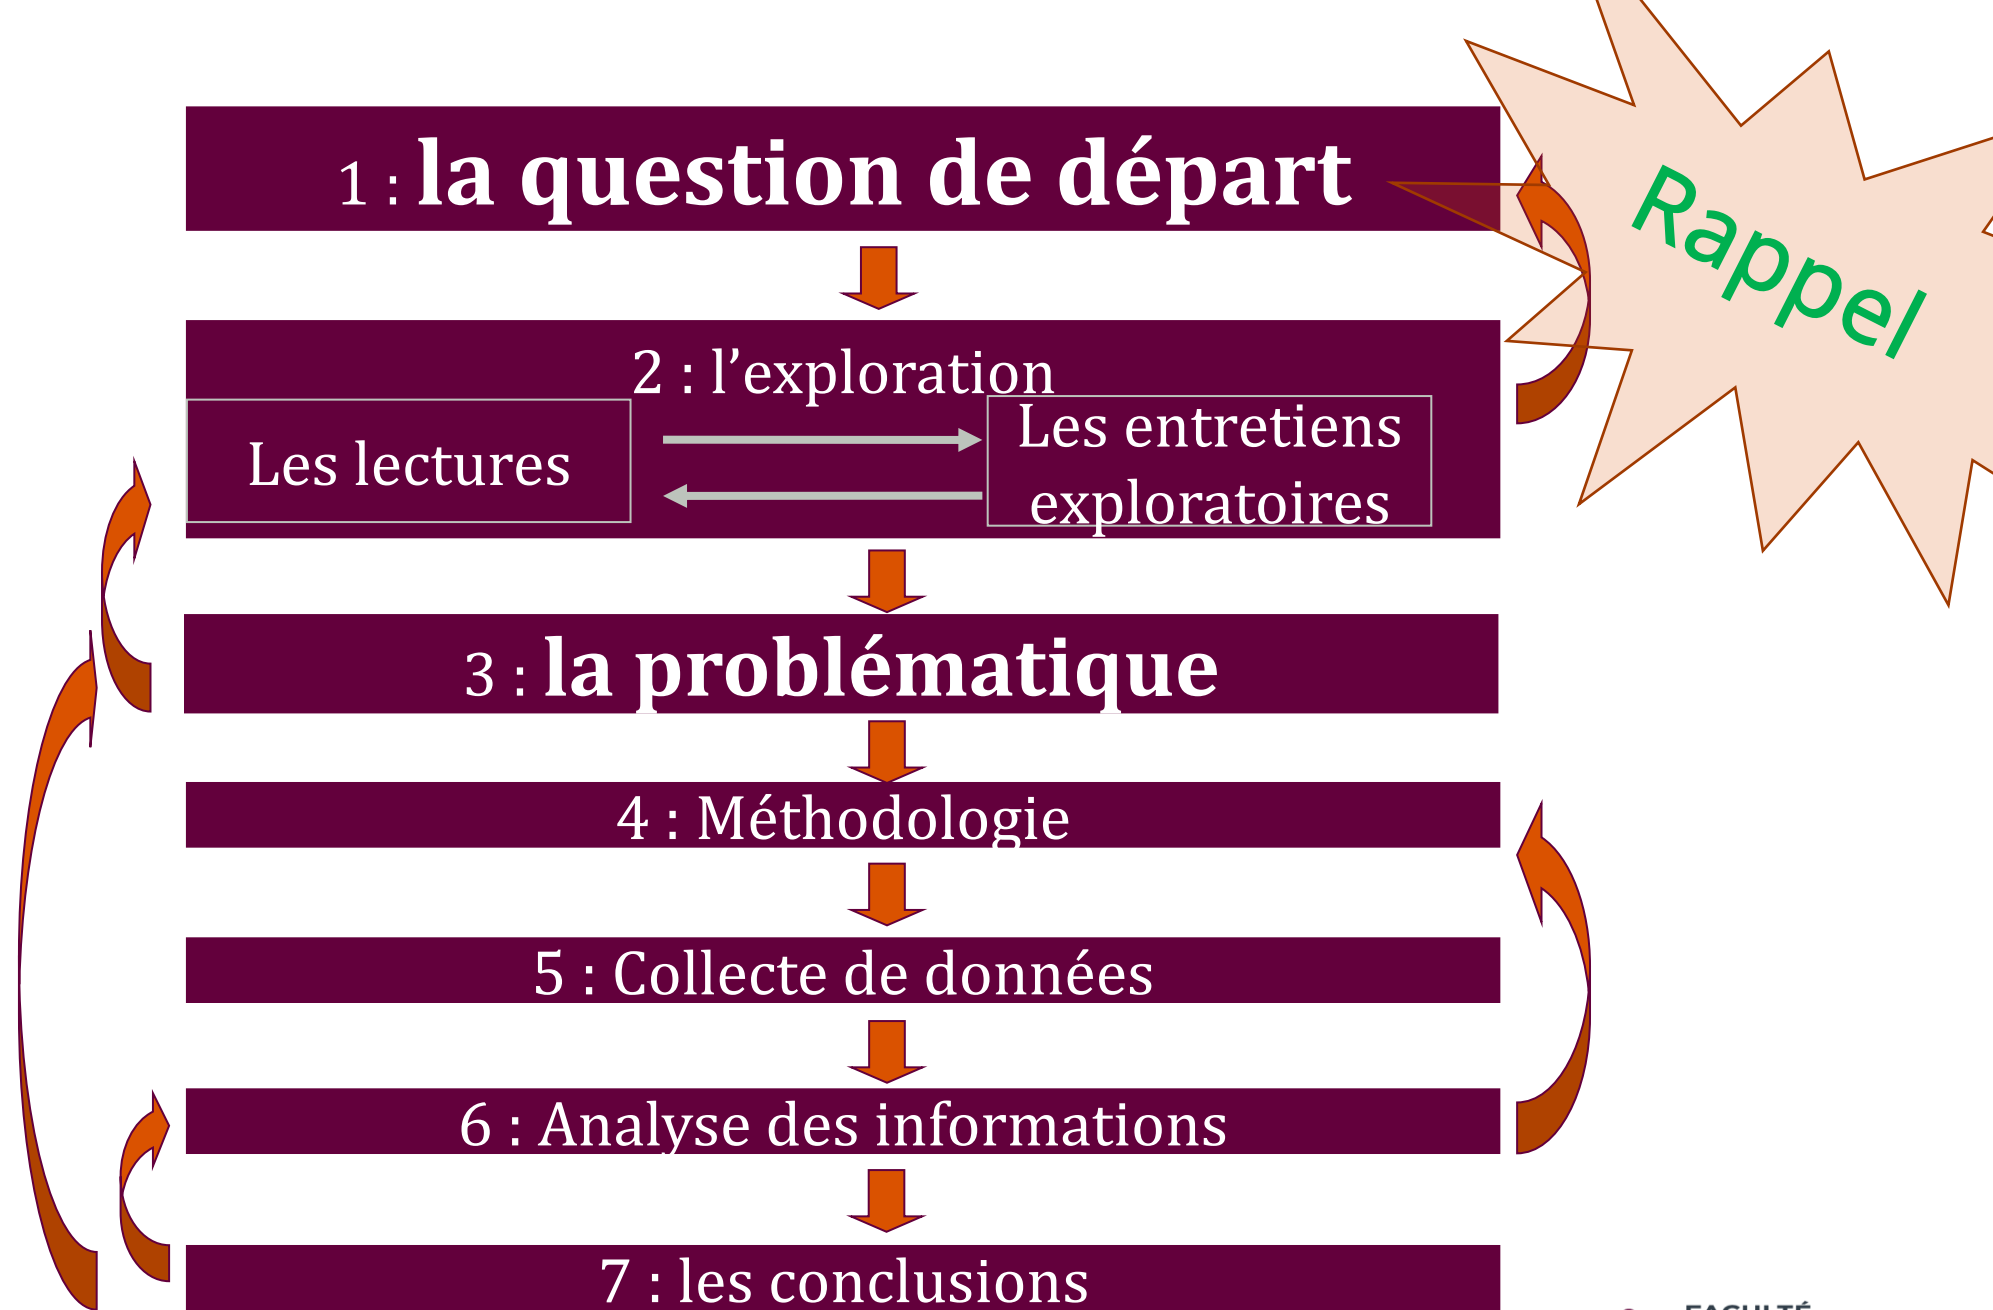 1 : la question de départ
Rappel
2 : l’exploration
Les lectures
Les entretiens
exploratoires
3 : la problématique
4 : Méthodologie
5 : Collecte de données
6 : Analyse des informations
7 : les conclusions
FACULTÉ